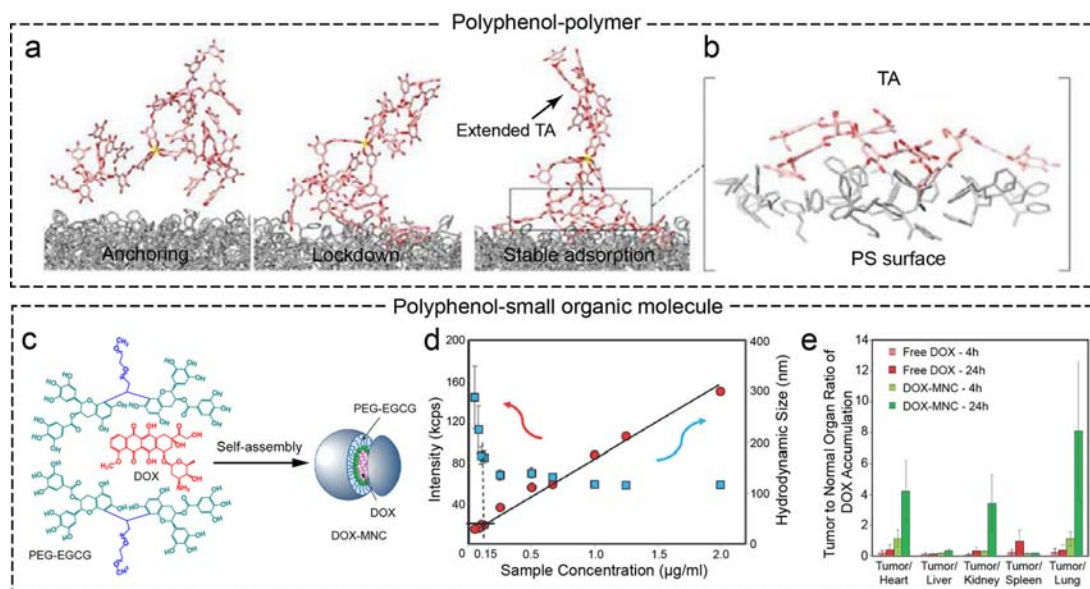 Polyphenol-polymer
a
Extended TA
Anchoring
Lockdown
Stable adsorption
b
TA
PS surface
Polyphenol-small organic molecule
c
DOX
PEG-EGCG
Self-assembly
PEG-EGCG
DOX
DOX-MNC
d
Intensity (kcps)
200
160
120
80
40
0 0.15 0.5 1.0 1.5 2.0
Sample Concentration (µg/ml)
400
300
200
100
0
Hydrodynamic Size (nm)
e
Tumor to Normal Organ Ratio of
DOX Accumulation
14
12
10
8
6
4
2
0
Free DOX - 4h
Free DOX - 24h
DOX-MNC - 4h
DOX-MNC - 24h
Tumor/ Tumor/ Tumor/ Tumor/ Tumor/
Heart Liver Kidney Spleen Lung